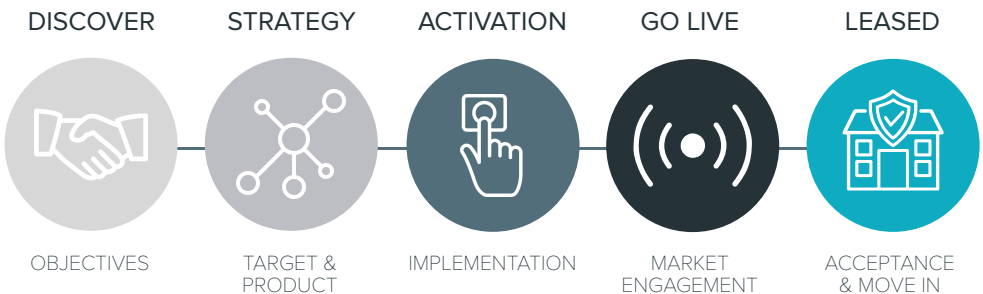 DISCOVER
STRATEGY
ACTIVATION
GO LIVE
LEASED
OBJECTIVES
TARGET &
PRODUCT
IMPLEMENTATION
MARKET
ENGAGEMENT
ACCEPTANCE
& MOVE IN